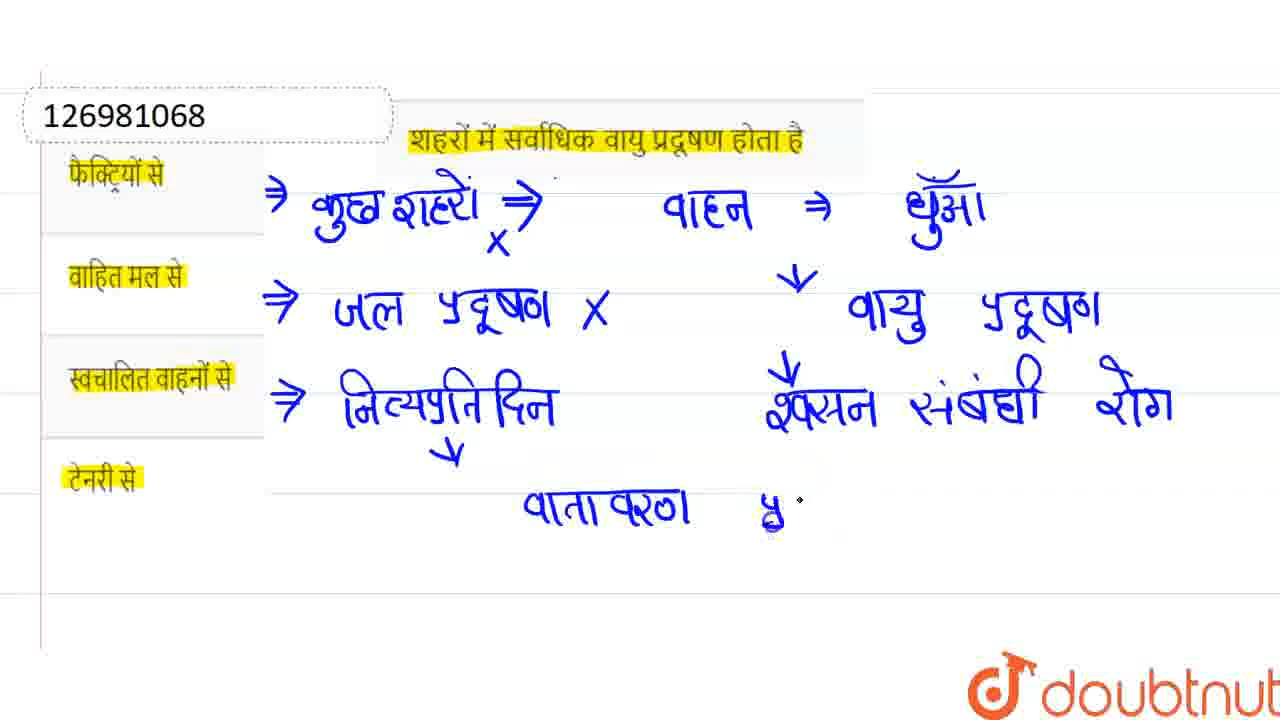 126981068
शहरों में सर्वाधिक वायु प्रदूषण होता है
फैक्ट्रियों से
⇒ कुछ शहरों ⇒ वाहन ⇒ धुँआ
x
वाहित मल से
⇒ जल प्रदूषण x वायु प्रदूषण
स्वचालित वाहनों से
⇒ नित्यप्रतिदिन श्वसन संबंधी रोग
टेनरी से
वातावरण प्र
doubtnut